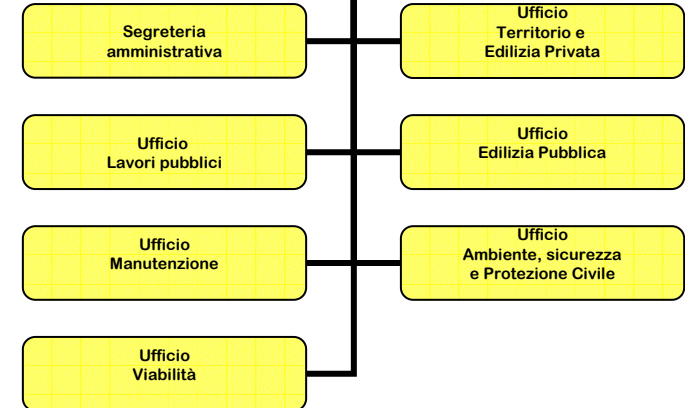 Segreteria
amministrativa
Ufficio
Territorio e
Edilizia Privata
Ufficio
Lavori pubblici
Ufficio
Edilizia Pubblica
Ufficio
Manutenzione
Ufficio
Ambiente, sicurezza
e Protezione Civile
Ufficio
Viabilità